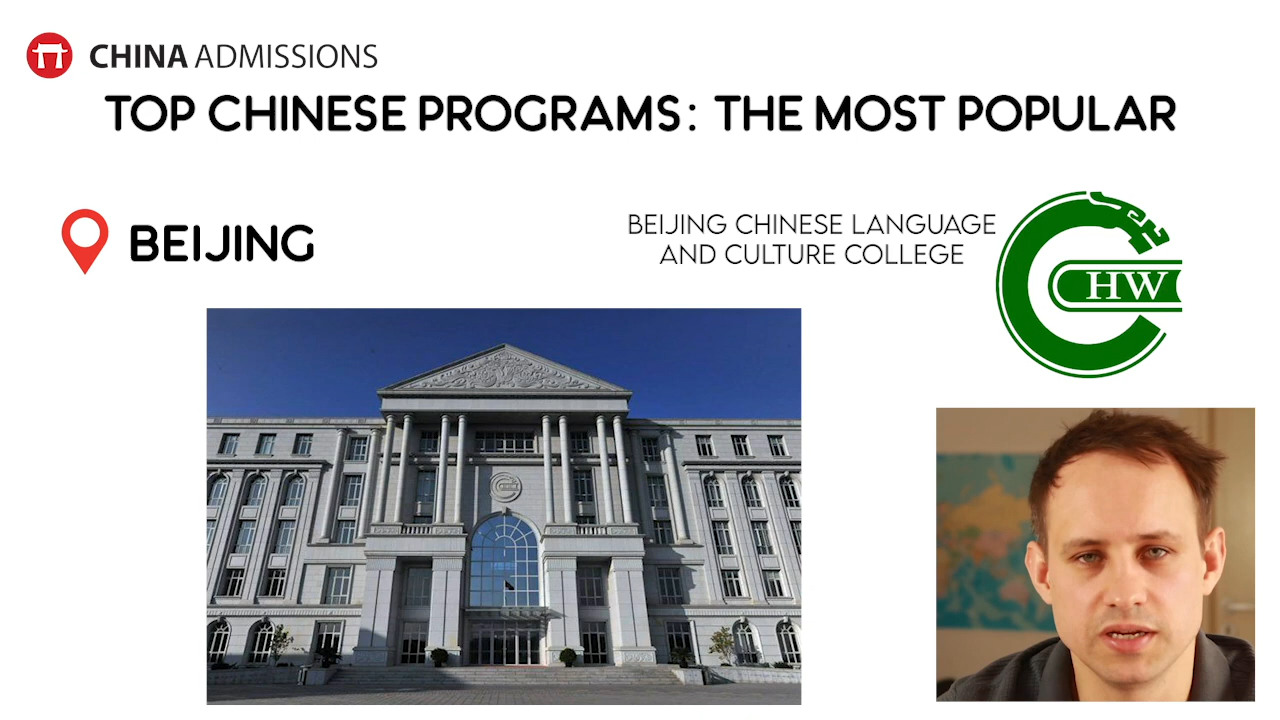 CHINA ADMISSIONS
TOP CHINESE PROGRAMS: THE MOST POPULAR
BEIJING
BEIJING CHINESE LANGUAGE
AND CULTURE COLLEGE
HW